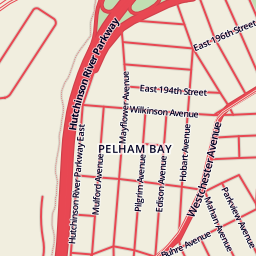 Hutchinson River Parkway
East 196th Street
East 194th Street
Mayflower Avenue
Wilkinson Avenue
PELHAM BAY
Hutchinson River Parkway East
Mulford Avenue
Pilgrim Avenue
Edison Avenue
Hobart Avenue
Westchester Avenue
Mahan Avenue
Parkview Avenue
Buhre Avenue